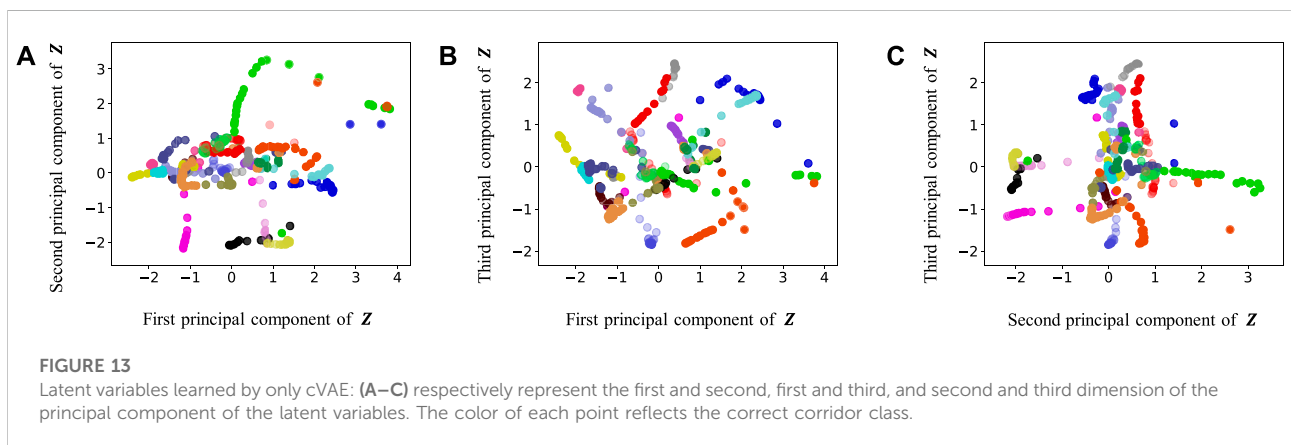 A
Second principal component of Z
3
2
1
0
−1
−2
−2 −1 0 1 2 3 4
First principal component of Z
B
Third principal component of Z
2
1
0
−1
−2
−2 −1 0 1 2 3 4
First principal component of Z
C
Third principal component of Z
2
1
0
−1
−2
−2 −1 0 1 2 3
Second principal component of Z
FIGURE 13
Latent variables learned by only cVAE: (A–C) respectively represent the first and second, first and third, and second and third dimension of the
principal component of the latent variables. The color of each point reflects the correct corridor class.